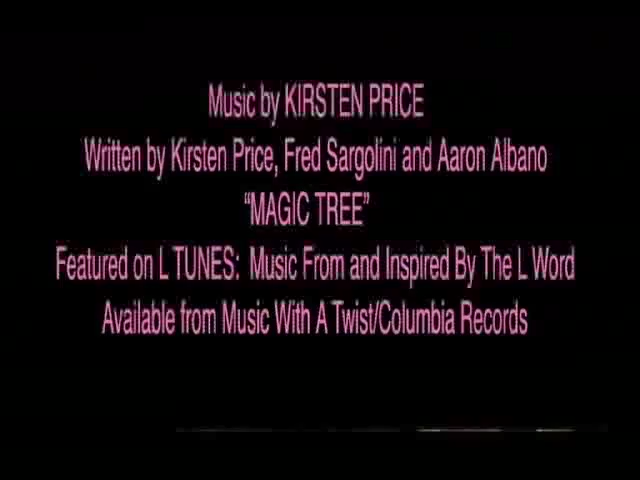 Music by KIRSTEN PRICE
Written by Kirsten Price, Fred Sargolini and Aaron Albano
“MAGIC TREE”
Featured on L TUNES: Music From and Inspired By The L Word
Available from Music With A Twist/Columbia Records